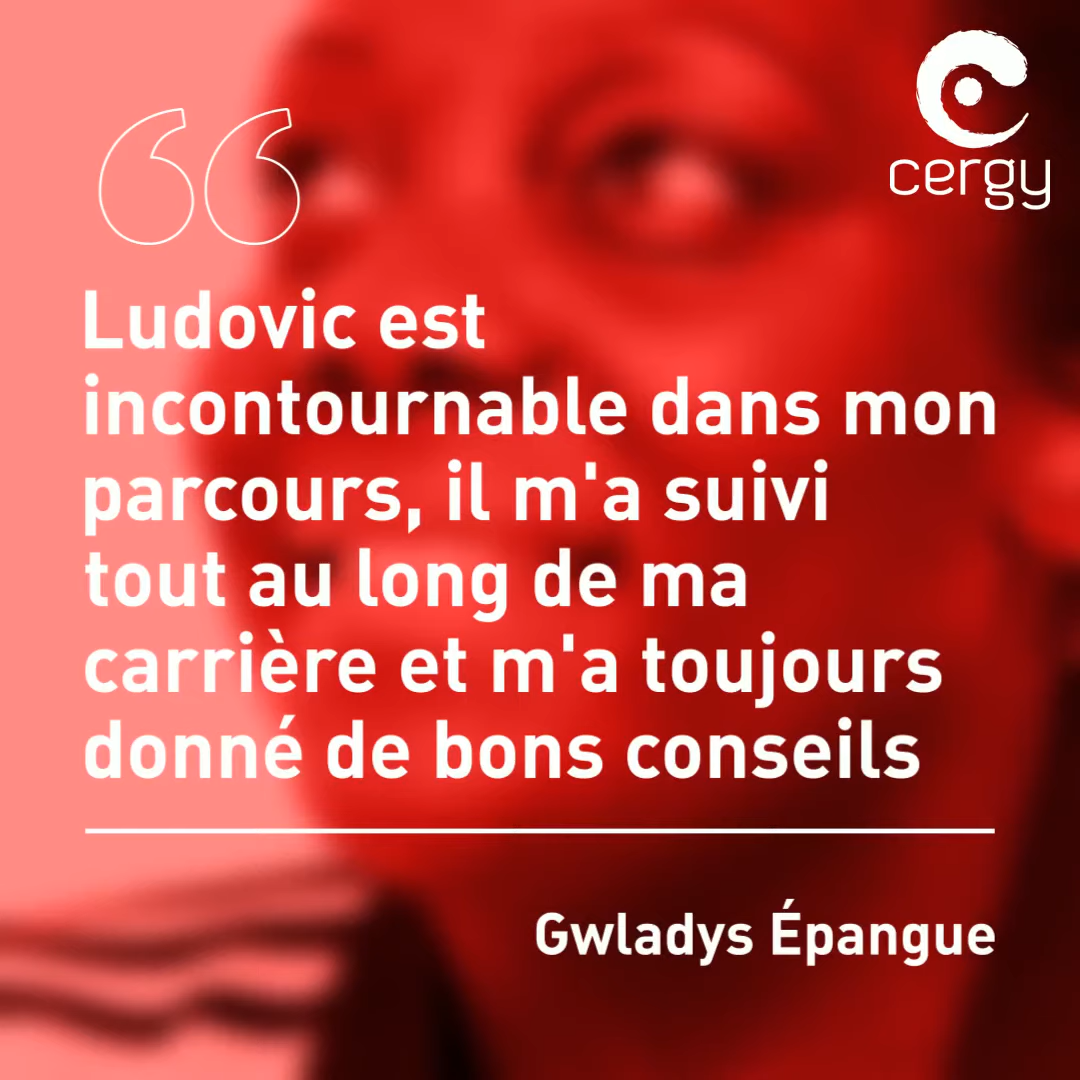 cergy
Ludovic est
incontournable dans mon
parcours, il m'a suivi
tout au long de ma
carrière et m'a toujours
donné de bons conseils
Gwladys Épangue